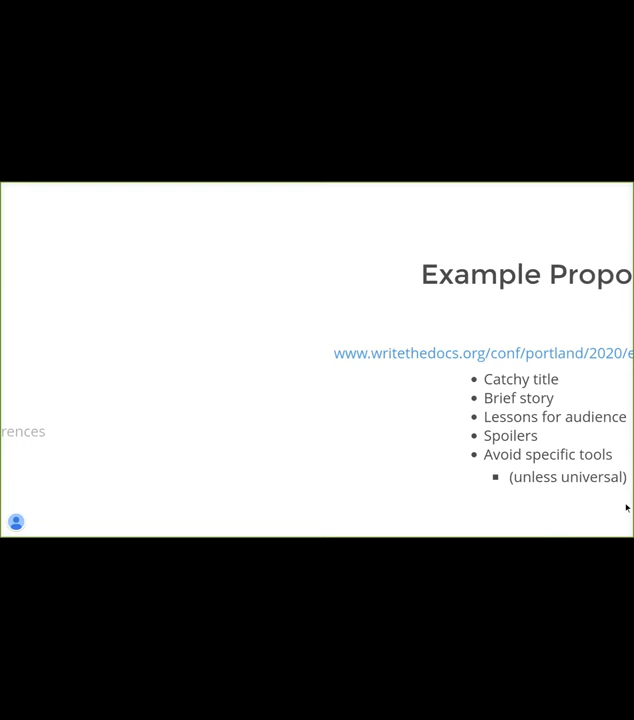 Example Propo
www.writethedocs.org/conf/portland/2020/e
Catchy title
Brief story
Lessons for audience
rences
Spoilers
Avoid specific tools
(unless universal)